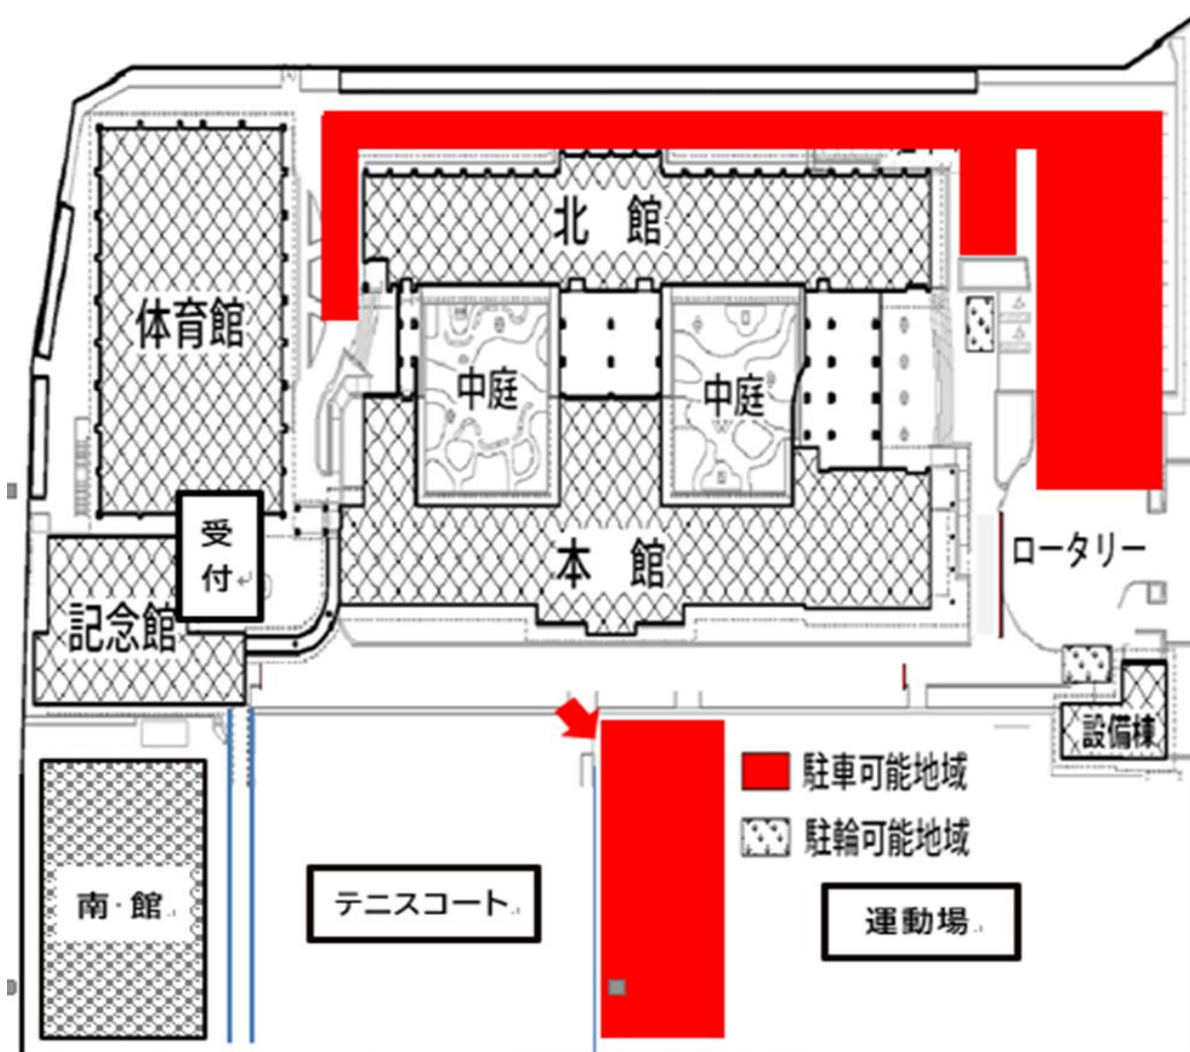 北 館
体育館
中庭
中庭
受
付
本 館
ロータリー
記念館
設備棟
駐車可能地域
駐輪可能地域
南・館
テニスコート
運動場